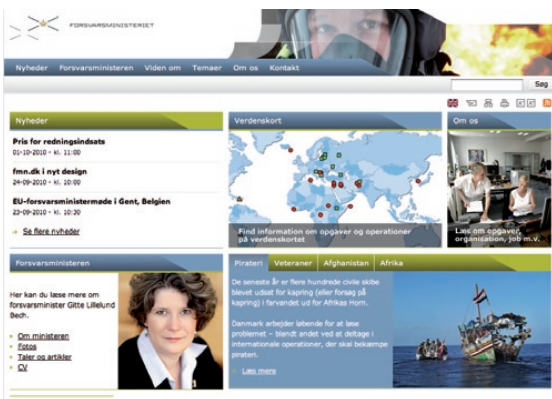 FORSVARSMINISTERIET
Nyheder Forsvarsministeren Viden om Temaer Om os Kontakt
Søg
Nyheder
Pris for redningsindsats
01-10-2010 - kl. 11:00
fmn.dk i nyt design
24-09-2010 - kl. 10:00
EU-forsvarsministermøde i Gent, Belgien
23-09-2010 - kl. 10:30
Se flere nyheder
Verdenskort
Find information om opgaver og operationer
på verdenskortet
Om os
Læs om opgaver,
organisation, job m.v.
Forsvarsministeren
Her kan du læse mere om
forsvarsminister Gitte Lillelund
Bech.
Om ministeren
Fotos
Taler og artikler
CV
Pirateri Veteraner Afghanistan Afrika
De seneste år er flere hundrede civile skibe
blevet udsat for kapring (eller forsøg på
kapring) i farvandet ud for Afrikas Horn.
Danmark arbejder løbende for at løse
problemet - blandt andet ved at deltage i
internationale operationer, der skal bekæmpe
pirateri.
Læs mere